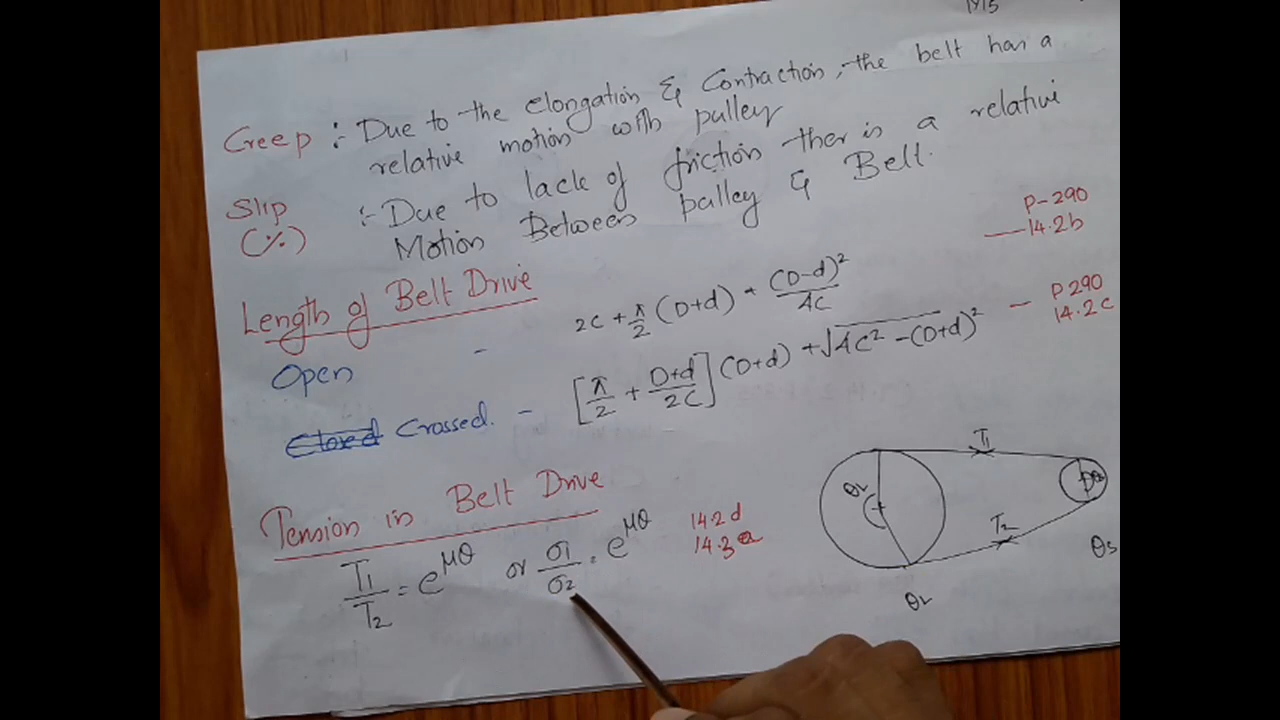 1415
Creep :- Due to the elongation & Contraction, the belt has a
relative motion with pulley
Slip :- Due to lack of friction ther is a relative
(%) Motion Between pulley & Bell.
P-290
14.2b
Length of Belt Drive
Open - 2C + π/2 (D+d) + (D-d)²/4C
P 290
14.2c
Closed Crossed. - [π/2 + D+d/2C] (D+d) + √4C² -(D+d)²
Tension in Belt Drive
T1/T2 = e^μθ or σ1/σ2 = e^μθ
14.2d
14.3a
T1
θL
T2
θs
θL